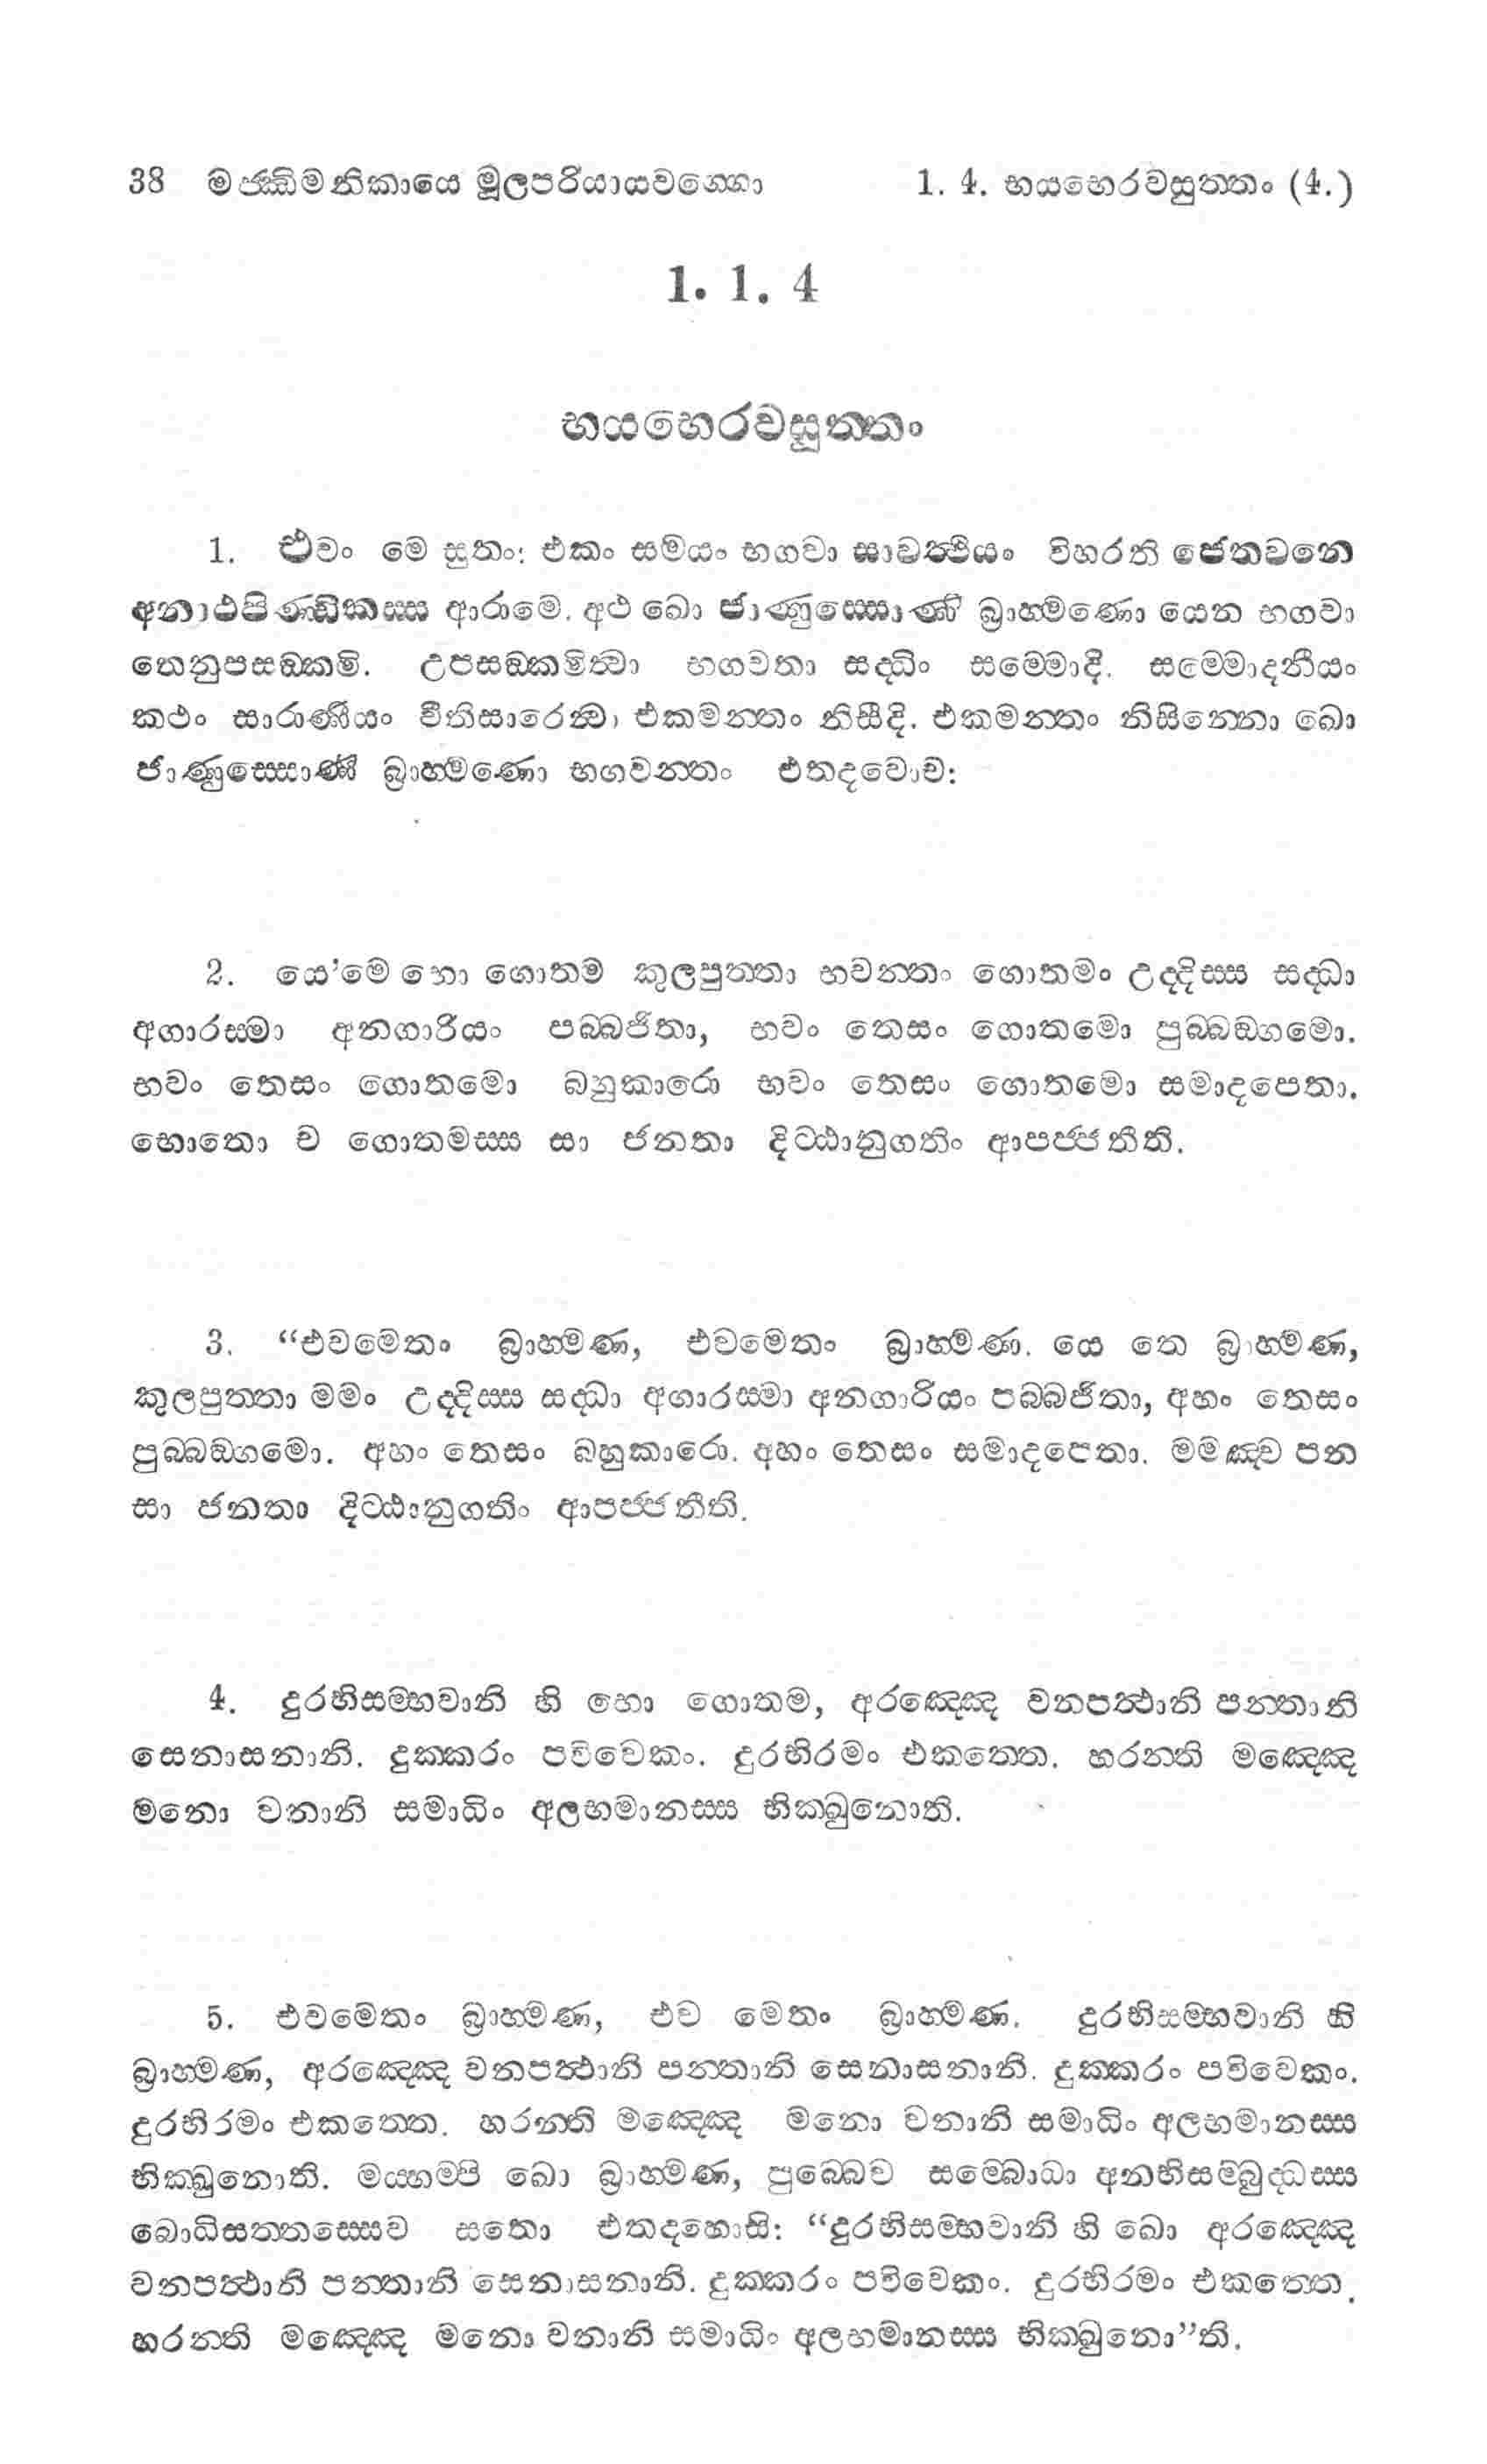 38 මජ්ඣිමනිකායෙ මූලපරියායවග්ගො 1. 4. භයභෙරවසුත්තං (4.)
1. 1. 4
භයභෙරවසූත්තං
1. එවං මෙ සුතං: එකං සමයං භගවා සාවත්ථියං විහරති ජෙතවනෙ
අනාථපිණ්ඩිකස්ස ආරාමෙ. අථ ඛො ජාණුස්සොණි බ්‍රාහ්මණො යෙන භගවා
තෙනුපසඞ්කමි. උපසඞ්කමිත්වා භගවතා සද්ධිං සම්මොදි. සම්මොදනීයං
කථං සාරාණීයං වීතිසාරෙත්වා එකමන්තං නිසීදි. එකමන්තං නිසින්නො ඛො
ජාණුස්සොණි බ්‍රාහ්මණො භගවන්තං එතදවොච:
2. යෙ’මෙ භො ගොතම කුලපුත්තා භවන්තං ගොතමං උද්දිස්ස සද්ධා
අගාරස්මා අනගාරියං පබ්බජිතා, භවං තෙසං ගොතමො පුබ්බඞ්ගමො.
භවං තෙසං ගොතමො බහුකාරො භවං තෙසං ගොතමො සමාදපෙතා.
භොතො ච ගොතමස්ස සා ජනතා දිට්ඨානුගතිං ආපජ්ජතීති.
3. “එවමෙතං බ්‍රාහ්මණ, එවමෙතං බ්‍රාහ්මණ. යෙ තෙ බ්‍රාහ්මණ,
කුලපුත්තා මමං උද්දිස්ස සද්ධා අගාරස්මා අනගාරියං පබ්බජිතා, අහං තෙසං
පුබ්බඞ්ගමො. අහං තෙසං බහුකාරො. අහං තෙසං සමාදපෙතා. මමඤ්ච පන
සා ජනතා දිට්ඨානුගතිං ආපජ්ජතීති.
4. දුරභිසම්භවානි හි භො ගොතම, අරඤ්ඤෙ වනපත්ථානි පන්තානි
සෙනාසනානි. දුක්කරං පවිවෙකං. දුරභිරමං එකත්තෙ. හරන්ති මඤ්ඤෙ
මනො වනානි සමාධිං අලභමානස්ස භික්ඛුනොති.
5. එවමෙතං බ්‍රාහ්මණ, එව මෙතං බ්‍රාහ්මණ. දුරභිසම්භවානි හි
බ්‍රාහ්මණ, අරඤ්ඤෙ වනපත්ථානි පන්තානි සෙනාසනානි. දුක්කරං පවිවෙකං.
දුරභිරමං එකත්තෙ. හරන්ති මඤ්ඤෙ මනො වනානි සමාධිං අලභමානස්ස
භික්ඛුනොති. මය්හම්පි ඛො බ්‍රාහ්මණ, පුබ්බෙව සම්බොධා අනභිසම්බුද්ධස්ස
බොධිසත්තස්සෙව සතො එතදහොසි: “දුරභිසම්භවානි හි ඛො අරඤ්ඤෙ
වනපත්ථානි පන්තානි සෙනාසනානි. දුක්කරං පවිවෙකං. දුරභිරමං එකත්තෙ.
හරන්ති මඤ්ඤෙ මනො වනානි සමාධිං අලභමානස්ස භික්ඛුනො”ති.